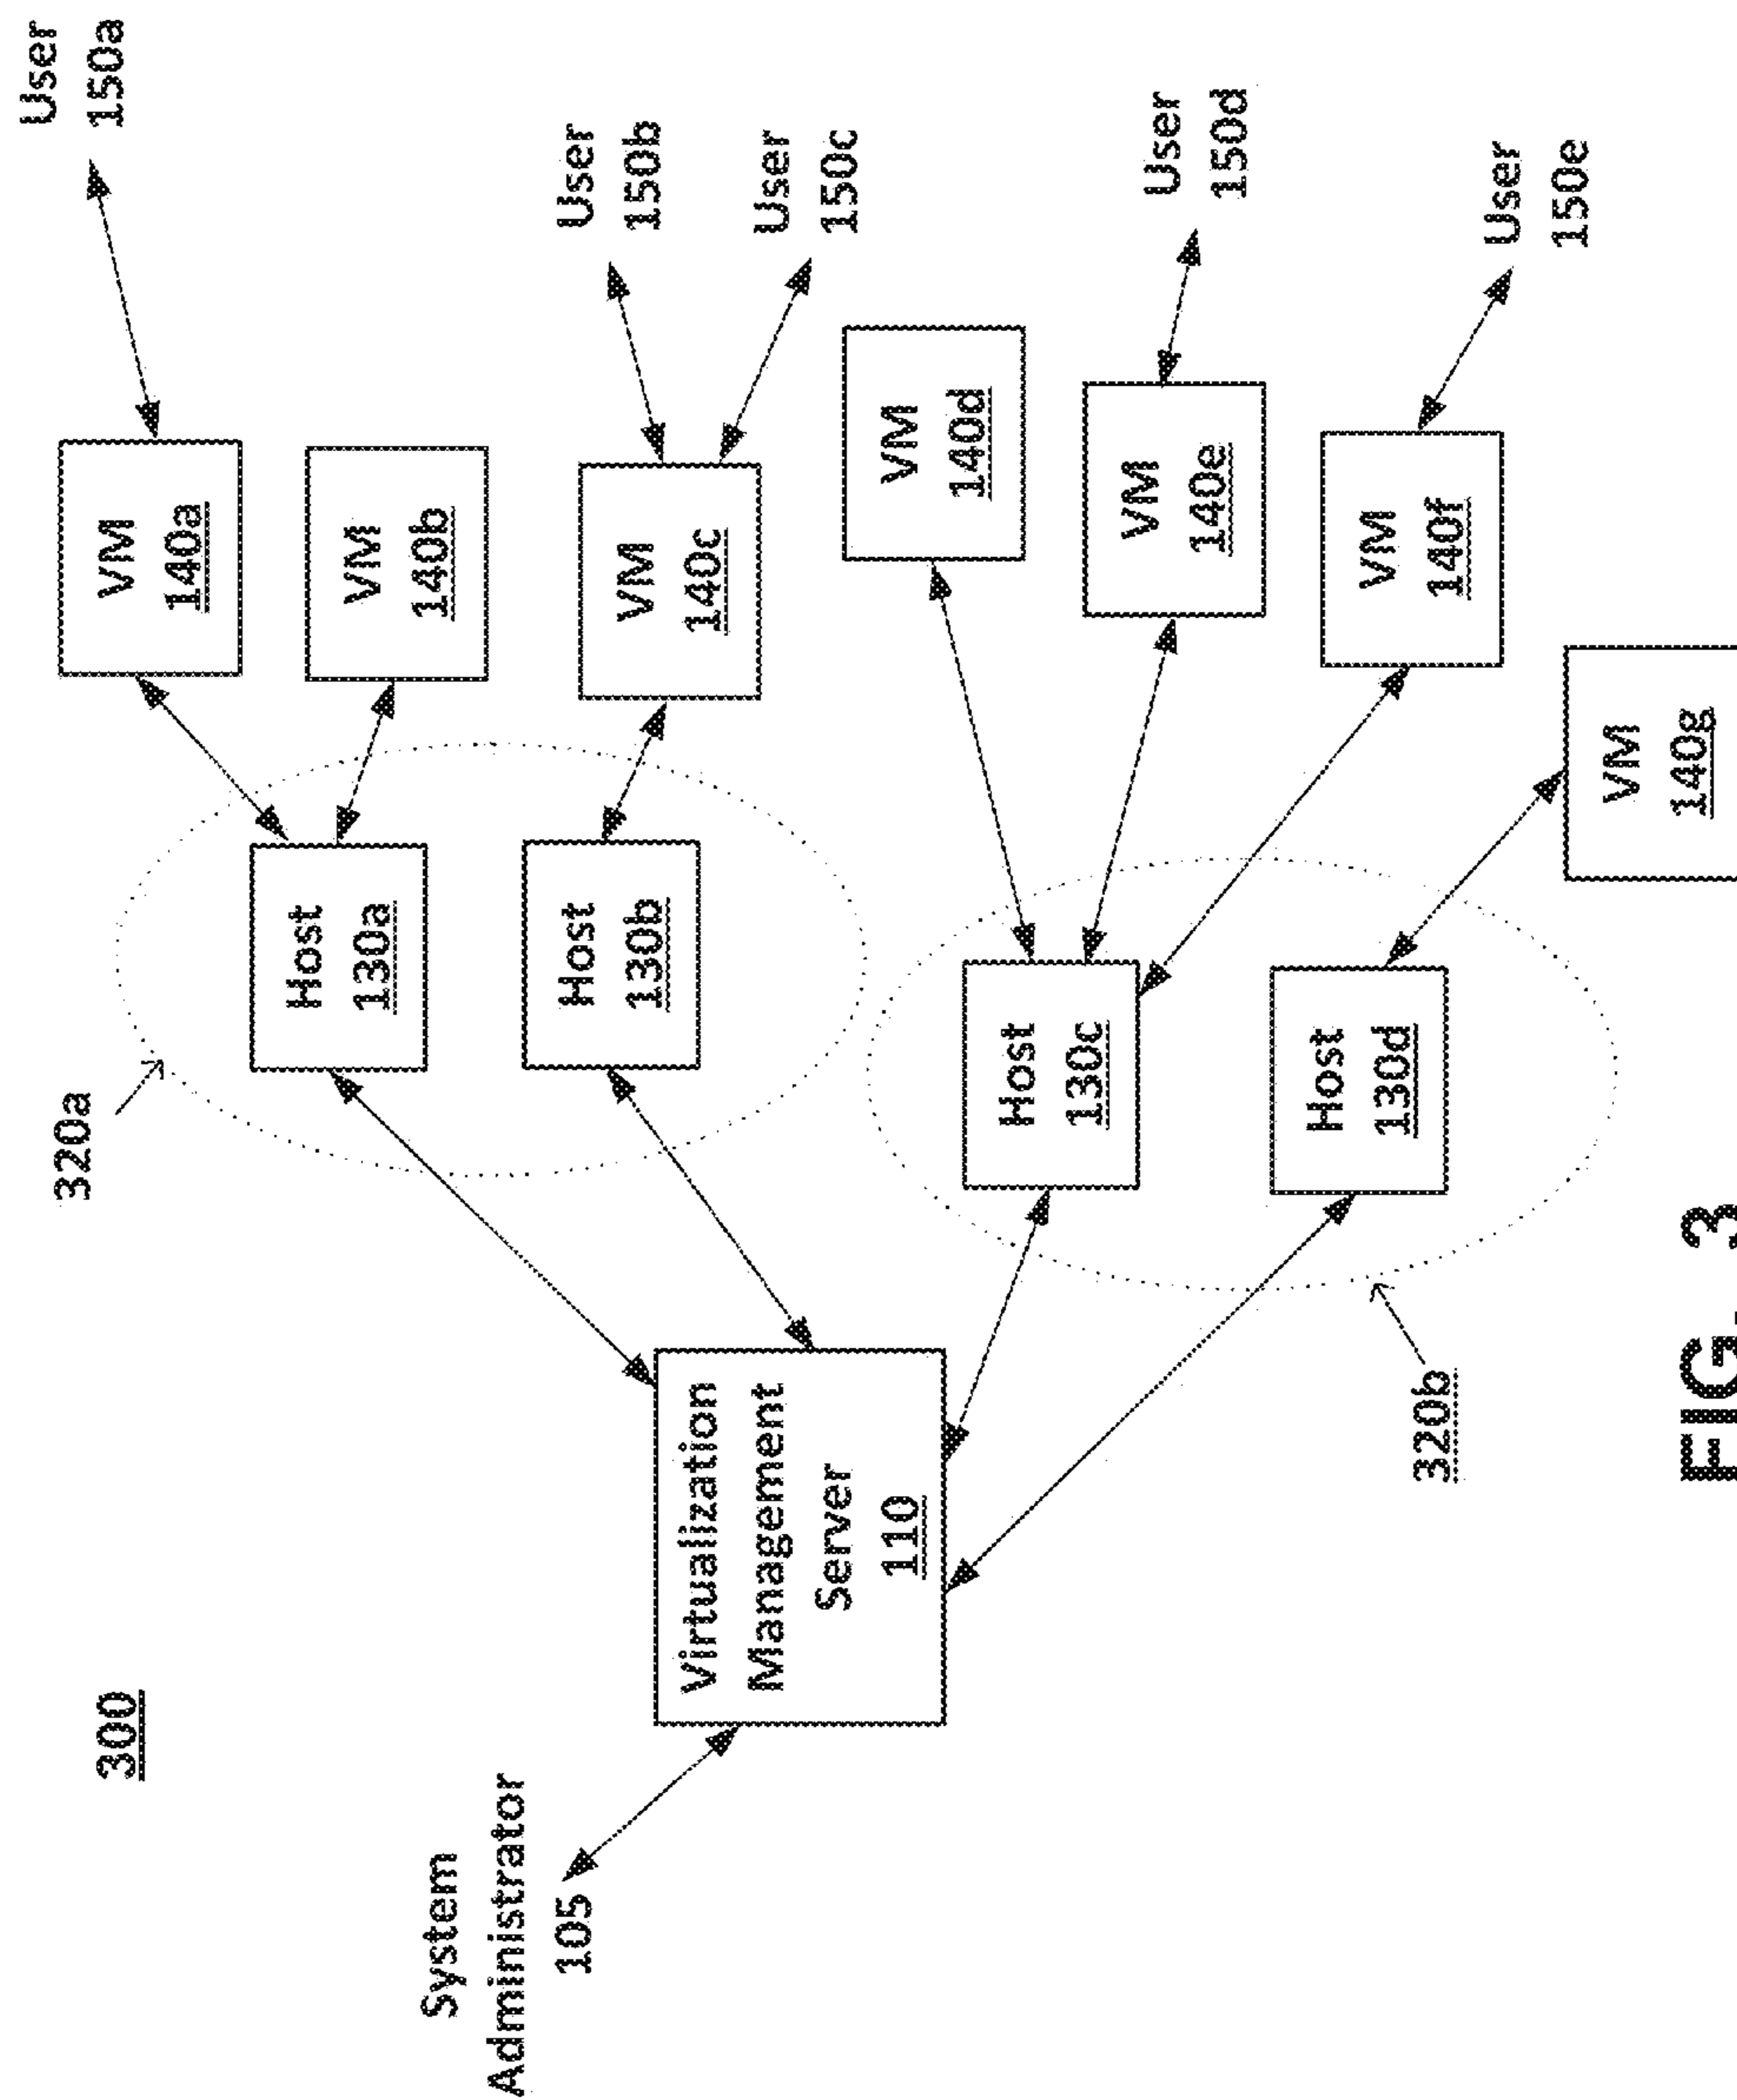 300
System
Administrator
105
Virtualization
Management
Server
110
320a
Host
130a
Host
130b
320b
Host
130c
Host
130d
VM
140a
VM
140b
VM
140c
VM
140d
VM
140e
VM
140f
VM
140g
User
150a
User
150b
User
150c
User
150d
User
150e
FIG. 3